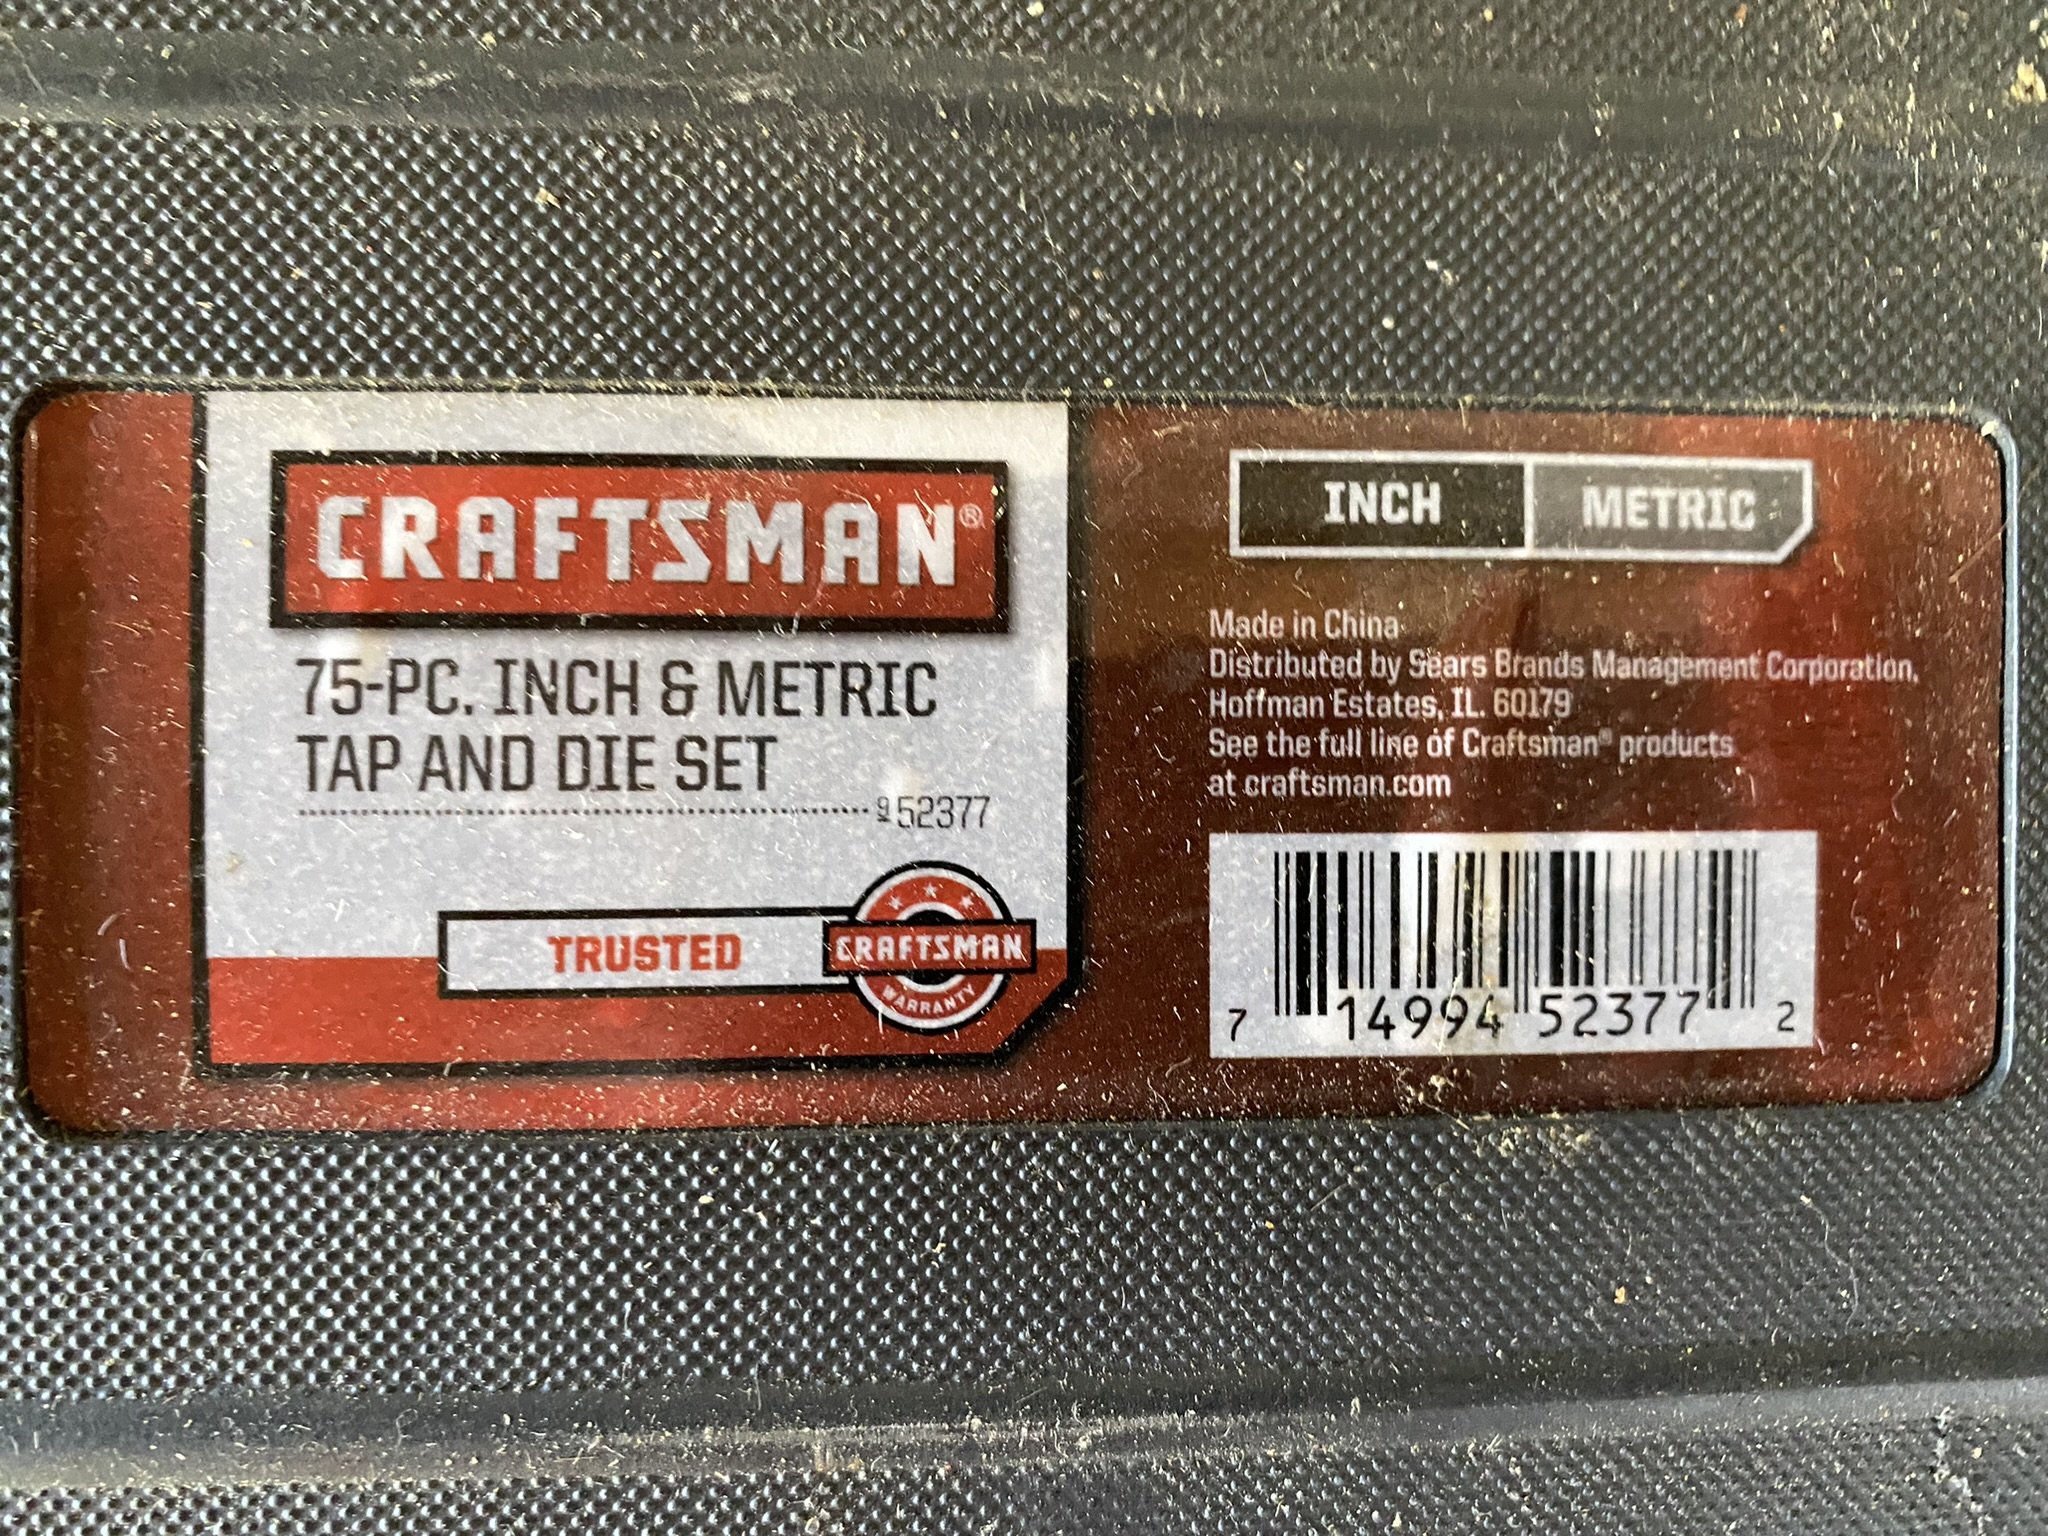 CRAFTSMAN®
75-PC. INCH & METRIC
TAP AND DIE SET
9 52377
TRUSTED
CRAFTSMAN
WARRANTY
INCH METRIC
Made in China
Distributed by Sears Brands Management Corporation,
Hoffman Estates, IL. 60179
See the full line of Craftsman® products
at craftsman.com
7 14994 52377 2